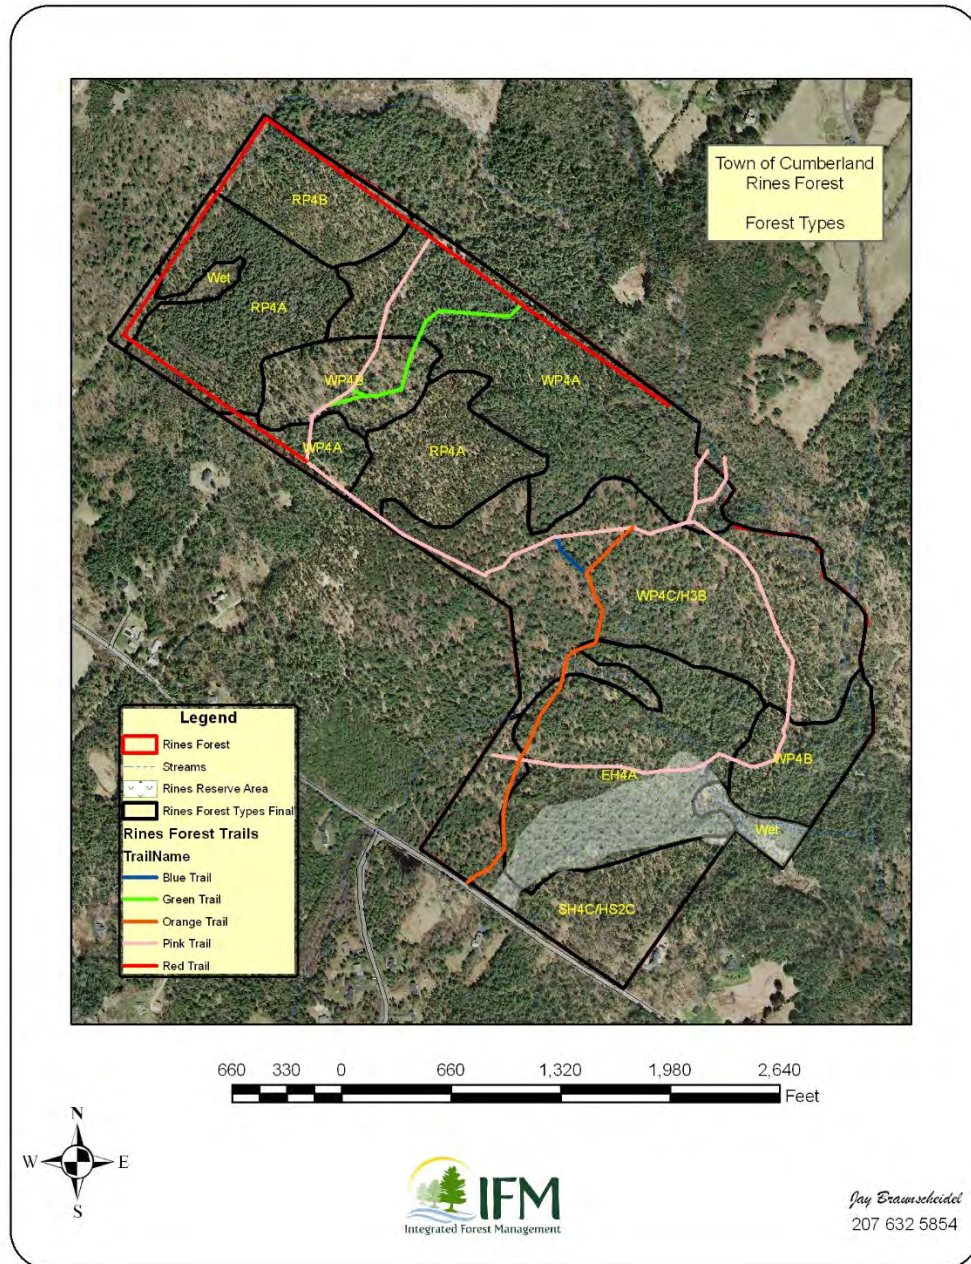 Town of Cumberland
Rines Forest
Forest Types
RP4B
Wet
RP4A
WP4B
WP4A
WP4A
RP4A
WP4C/H3B
WP4B
EH4A
Wet
SH4C/HS2C
Legend
Rines Forest
Streams
Rines Reserve Area
Rines Forest Types Final
Rines Forest Trails
TrailName
Blue Trail
Green Trail
Orange Trail
Pink Trail
Red Trail
660 330 0 660 1,320 1,980 2,640
Feet
N
W E
S
IFM
Integrated Forest Management
Jay Braunscheidel
207 632 5854